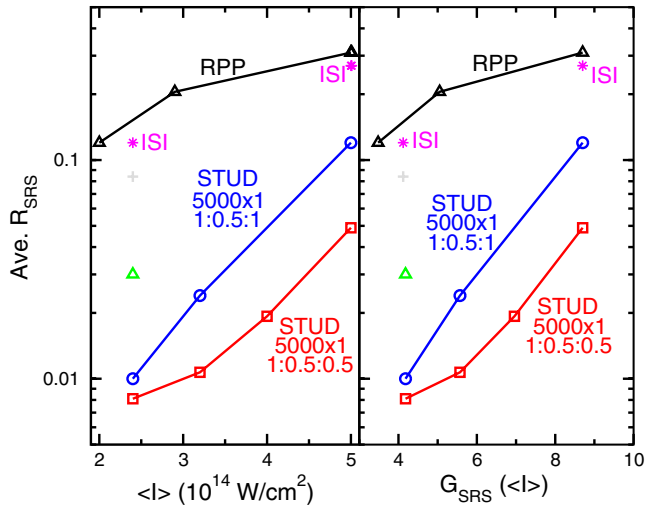 RPP
ISI
ISI
STUD
5000x1
1:0.5:1
STUD
5000x1
1:0.5:0.5
0.1
0.01
Ave. R_SRS
2
3
4
5
<I> (10^14 W/cm^2)
RPP
ISI
ISI
STUD
5000x1
1:0.5:1
STUD
5000x1
1:0.5:0.5
4
6
8
10
G_SRS (<I>)